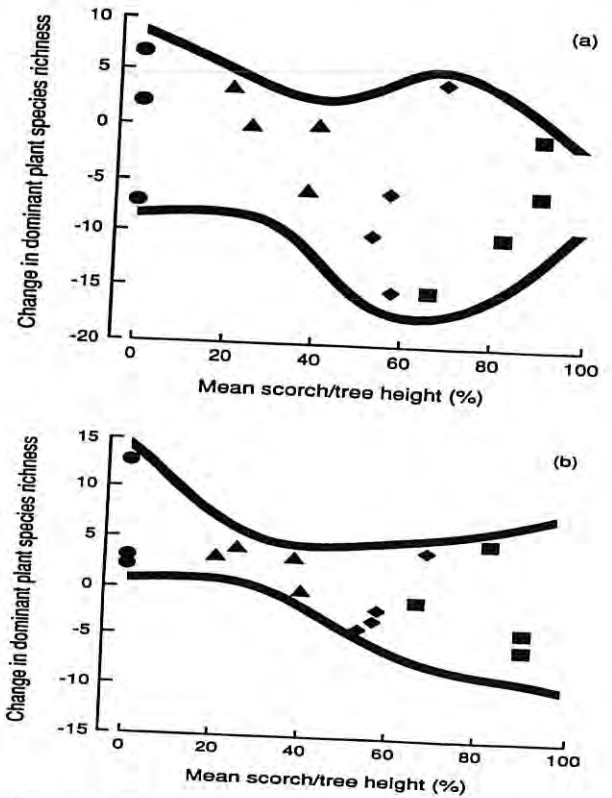 10
(a)
5
0
-5
-10
-15
-20
Change in dominant plant species richness
0 20 40 60 80 100
Mean scorch/tree height (%)
15
(b)
10
5
0
-5
-10
-15
Change in dominant plant species richness
0 20 40 60 80 100
Mean scorch/tree height (%)